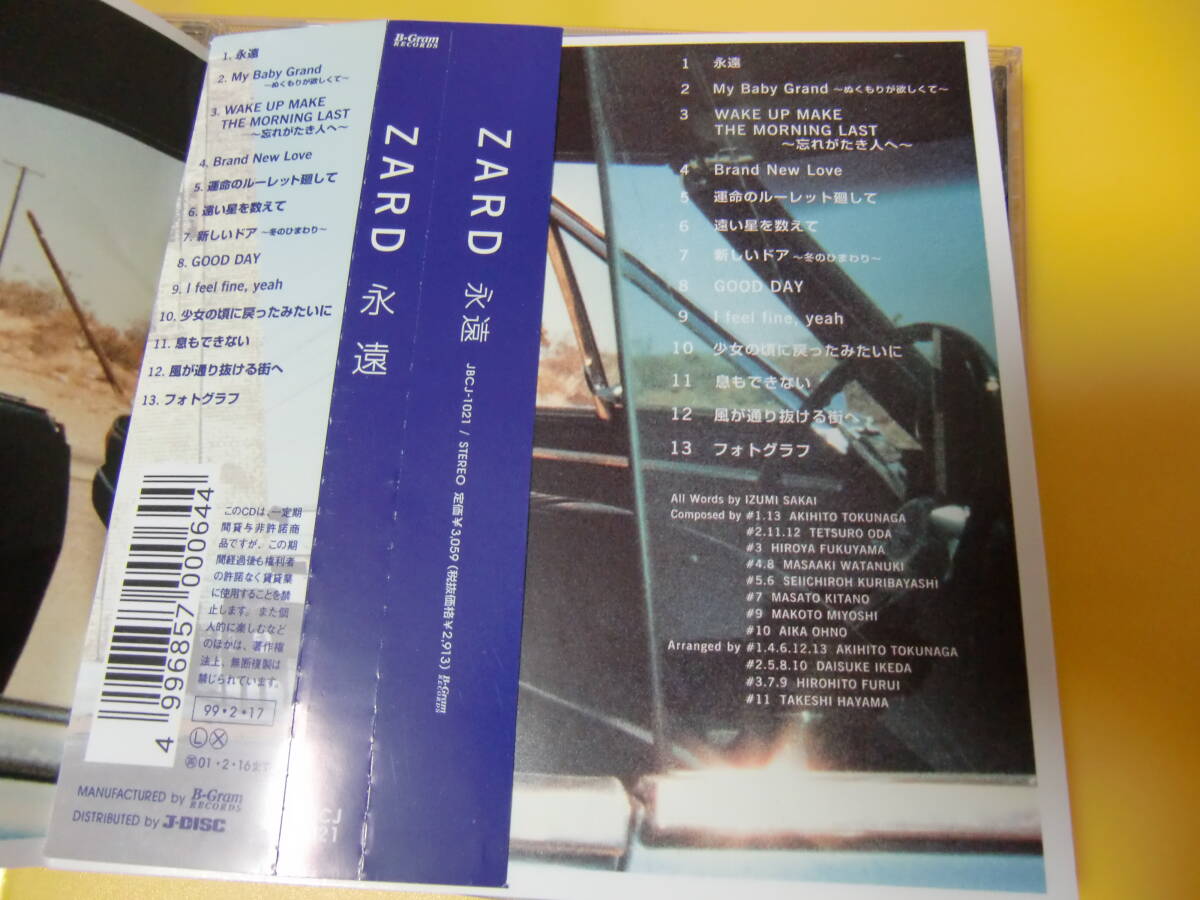 1. 永遠
2. My Baby Grand
～ぬくもりが欲しくて～
3. WAKE UP MAKE
THE MORNING LAST
～忘れがたき人へ～
4. Brand New Love
5. 運命のルーレット廻して
6. 遠い星を数えて
7. 新しいドア ～冬のひまわり～
8. GOOD DAY
9. I feel fine, yeah
10. 少女の頃に戻ったみたいに
11. 息もできない
12. 風が通り抜ける街へ
13. フォトグラフ
4 996857 000644
このCDは、一定期
間貸与非許諾商
品ですが、この期
間経過後も権利者
の許諾なく賃貸業
に使用することを禁
止します。また個
人的に楽しむなど
のほかは、著作権
法上、無断複製は
禁じられています。
99・2・17
Ⓛ Ⓧ
㋲01・2・16まで
MANUFACTURED by B-Gram RECORDS
DISTRIBUTED by J-DISC
B-Gram
RECORDS
ZARD 永遠
CJ
21
ZARD 永遠 JBCJ-1021 / STEREO 定価¥3,059 (税抜価格¥2,913) B-Gram RECORDS
1 永遠
2 My Baby Grand ～ぬくもりが欲しくて～
3 WAKE UP MAKE
THE MORNING LAST
～忘れがたき人へ～
4 Brand New Love
5 運命のルーレット廻して
6 遠い星を数えて
7 新しいドア ～冬のひまわり～
8 GOOD DAY
9 I feel fine, yeah
10 少女の頃に戻ったみたいに
11 息もできない
12 風が通り抜ける街へ
13 フォトグラフ
All Words by IZUMI SAKAI
Composed by #1.13 AKIHITO TOKUNAGA
#2.11.12 TETSURO ODA
#3 HIROYA FUKUYAMA
#4.8 MASAAKI WATANUKI
#5.6 SEIICHIROH KURIBAYASHI
#7 MASATO KITANO
#9 MAKOTO MIYOSHI
#10 AIKA OHNO
Arranged by #1.4.6.12.13 AKIHITO TOKUNAGA
#2.5.8.10 DAISUKE IKEDA
#3.7.9 HIROHITO FURUI
#11 TAKESHI HAYAMA